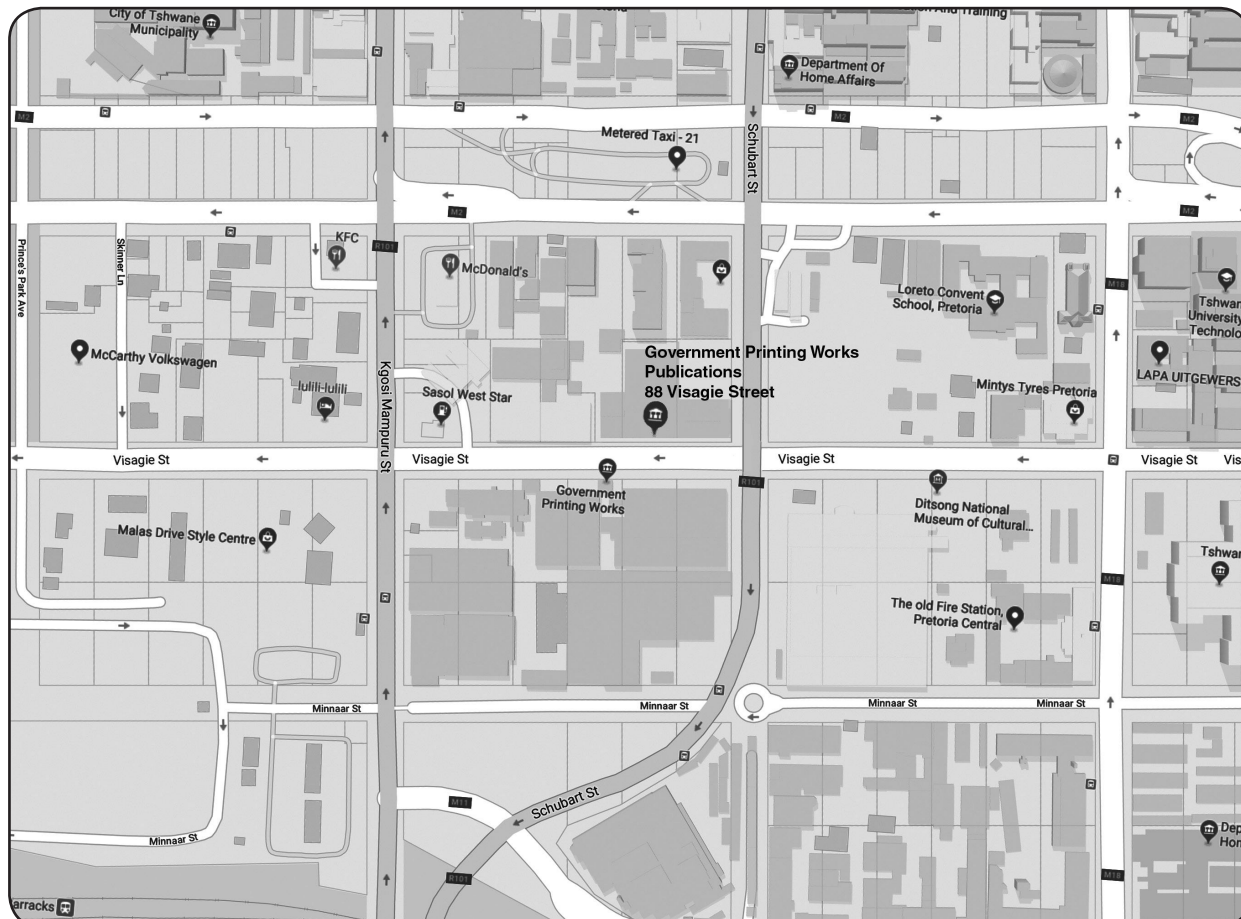 City of Tshwane
Municipality
And Training
Department Of
Home Affairs
M2
M2
M2
Metered Taxi - 21
Schubart St
M2
M2
Prince's Park Ave
Skinner Ln
KFC
R101
McDonald's
Loreto Convent
School, Pretoria
M18
Tshwan
University
Technolo
McCarthy Volkswagen
Kgosi Mampuru St
Government Printing Works
Publications
88 Visagie Street
LAPA UITGEWERS
Iulili-Iulili
Sasol West Star
Mintys Tyres Pretoria
Visagie St
Visagie St
Visagie St
Visagie St
Vis
R101
Government
Printing Works
Ditsong National
Museum of Cultural...
Malas Drive Style Centre
Tshwar
M18
The old Fire Station,
Pretoria Central
Minnaar St
Minnaar St
Minnaar St
Minnaar St
M11
Schubart St
Minnaar St
Dep
Hon
R101
M18
arracks